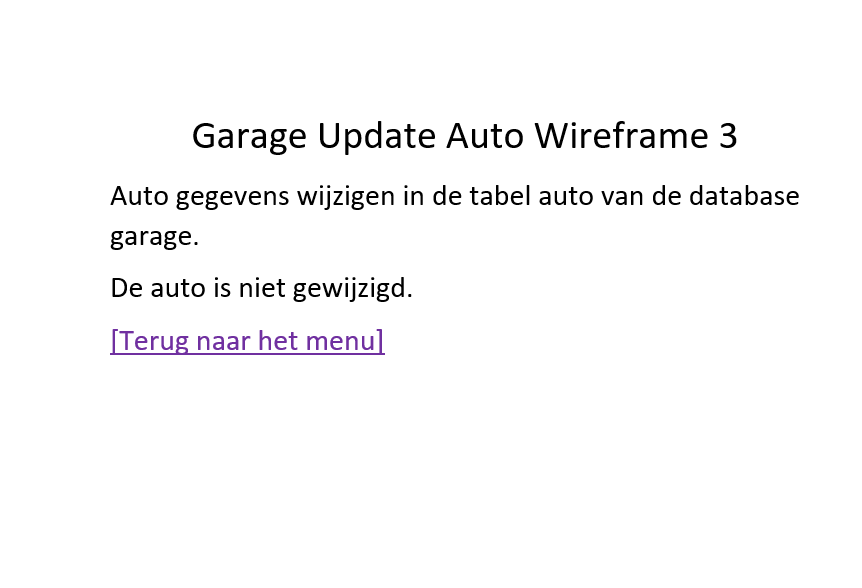 Garage Update Auto Wireframe 3
Auto gegevens wijzigen in de tabel auto van de database
garage.
De auto is niet gewijzigd.
[Terug naar het menu]